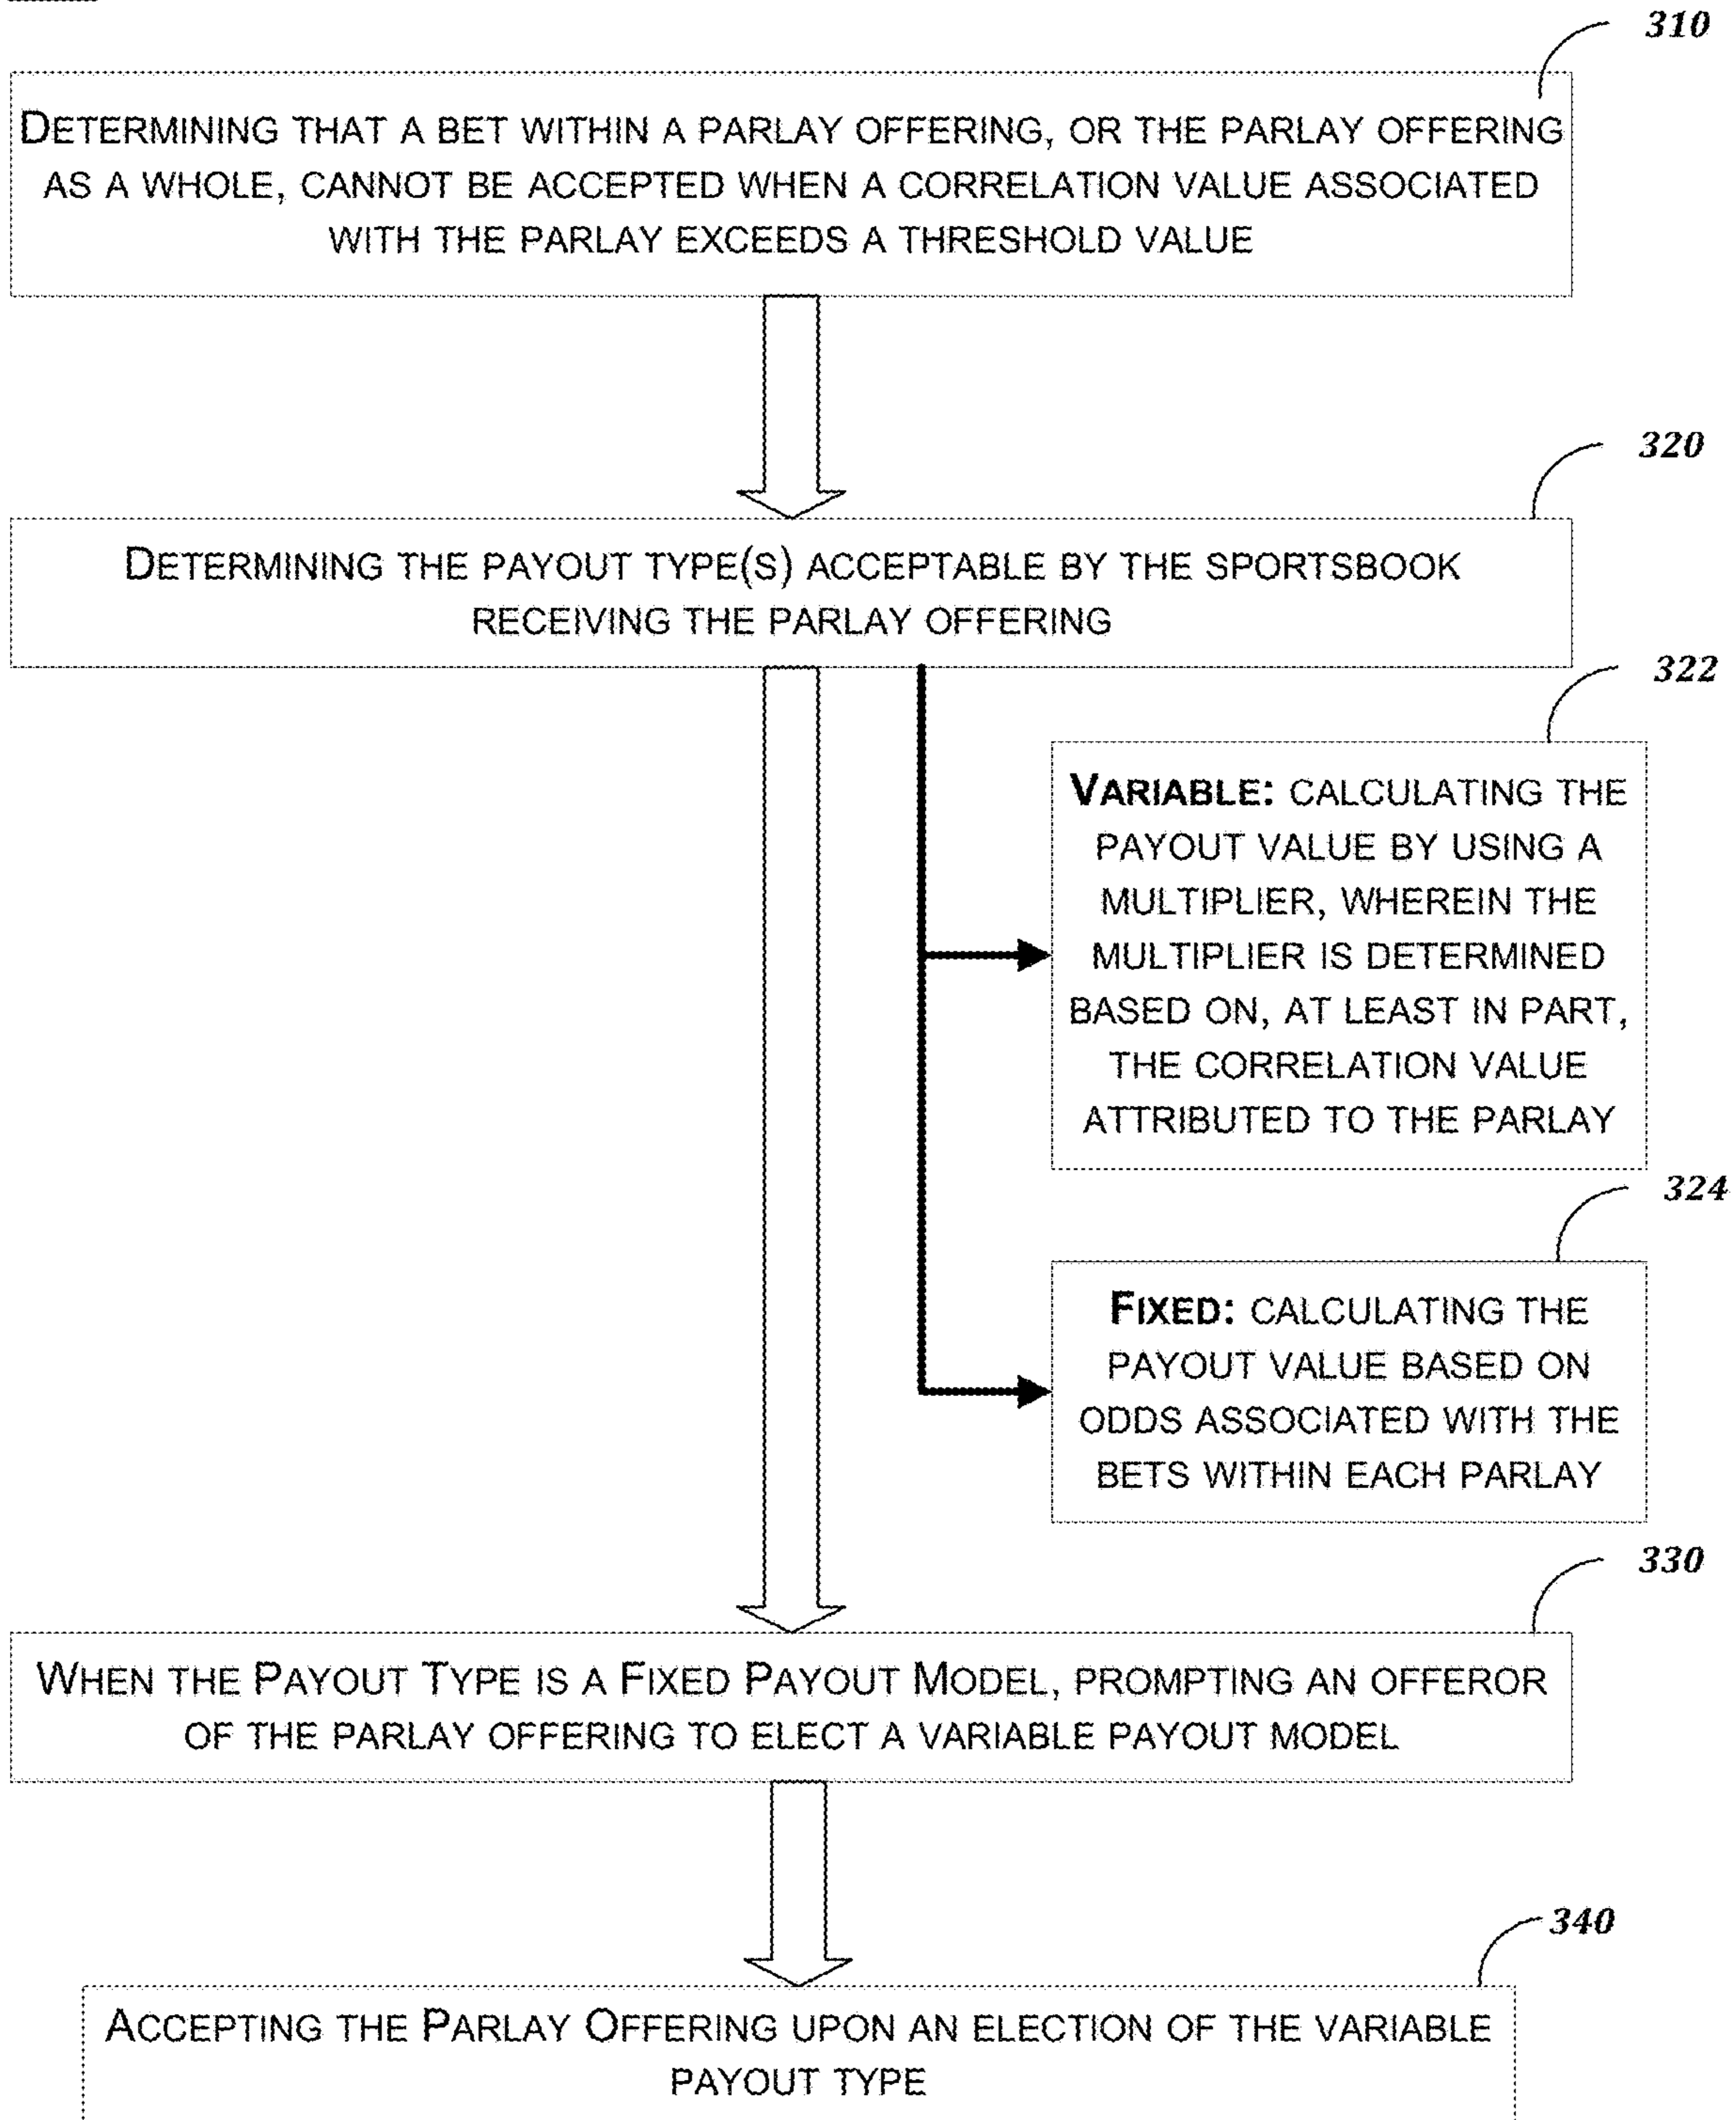 310
DETERMINING THAT A BET WITHIN A PARLAY OFFERING, OR THE PARLAY OFFERING
AS A WHOLE, CANNOT BE ACCEPTED WHEN A CORRELATION VALUE ASSOCIATED
WITH THE PARLAY EXCEEDS A THRESHOLD VALUE
320
DETERMINING THE PAYOUT TYPE(S) ACCEPTABLE BY THE SPORTSBOOK
RECEIVING THE PARLAY OFFERING
322
VARIABLE: CALCULATING THE
PAYOUT VALUE BY USING A
MULTIPLIER, WHEREIN THE
MULTIPLIER IS DETERMINED
BASED ON, AT LEAST IN PART,
THE CORRELATION VALUE
ATTRIBUTED TO THE PARLAY
324
FIXED: CALCULATING THE
PAYOUT VALUE BASED ON
ODDS ASSOCIATED WITH THE
BETS WITHIN EACH PARLAY
330
WHEN THE PAYOUT TYPE IS A FIXED PAYOUT MODEL, PROMPTING AN OFFEROR
OF THE PARLAY OFFERING TO ELECT A VARIABLE PAYOUT MODEL
340
ACCEPTING THE PARLAY OFFERING UPON AN ELECTION OF THE VARIABLE
PAYOUT TYPE